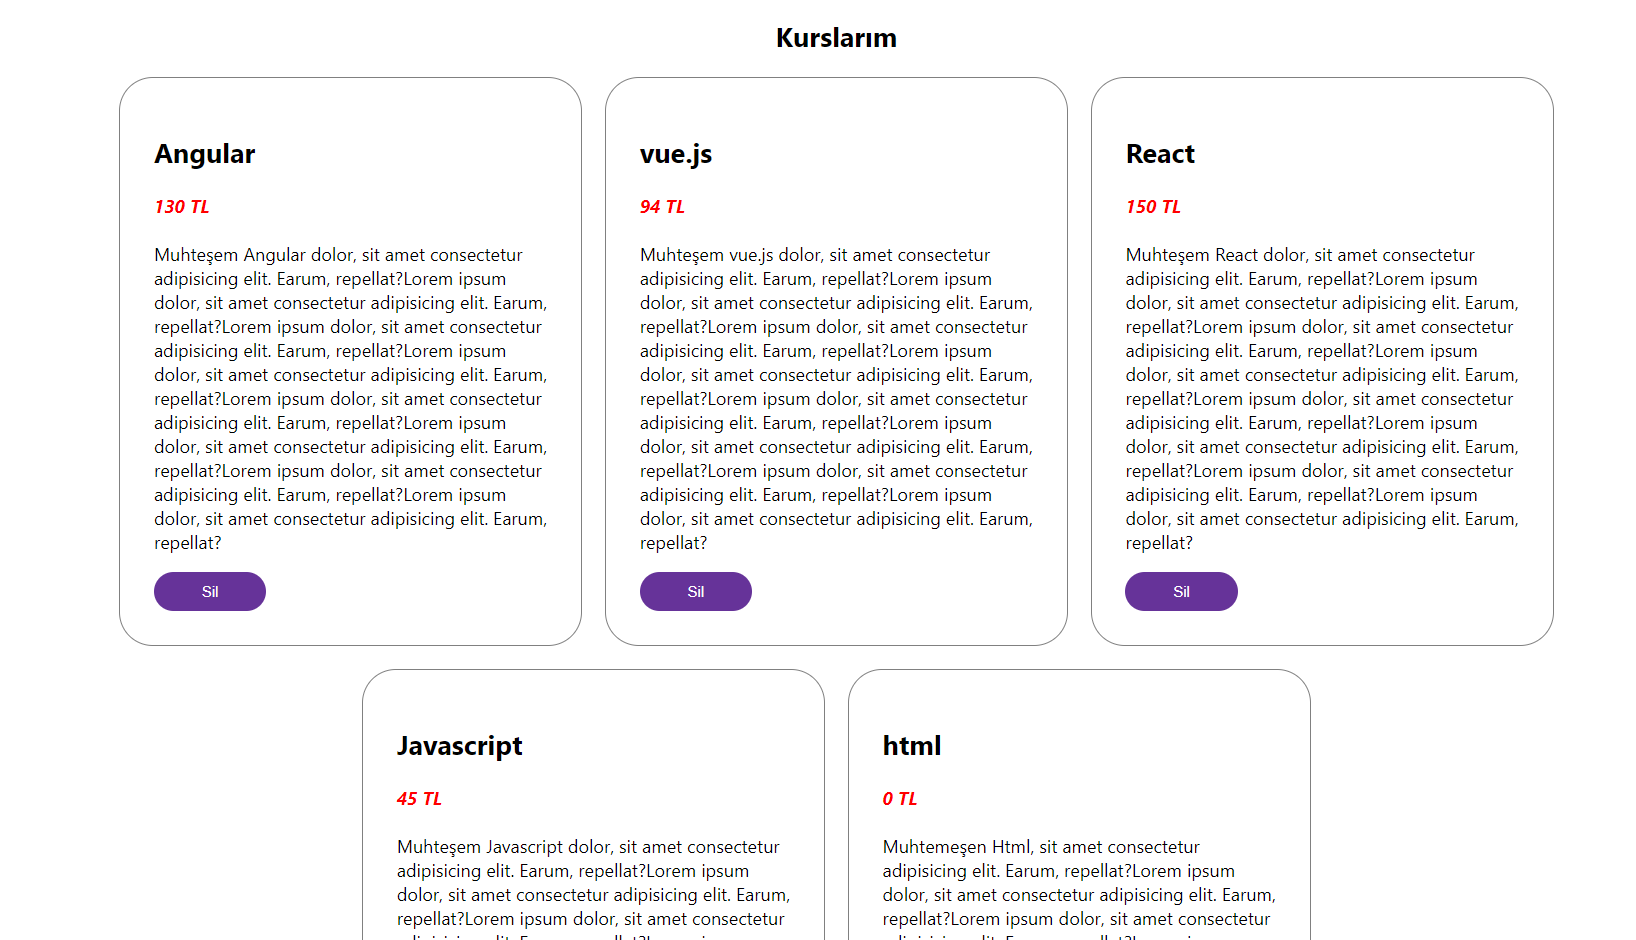 Kurslarım
Angular
130 TL
Muhteşem Angular dolor, sit amet consectetur
adipisicing elit. Earum, repellat?Lorem ipsum
dolor, sit amet consectetur adipisicing elit. Earum,
repellat?Lorem ipsum dolor, sit amet consectetur
adipisicing elit. Earum, repellat?Lorem ipsum
dolor, sit amet consectetur adipisicing elit. Earum,
repellat?Lorem ipsum dolor, sit amet consectetur
adipisicing elit. Earum, repellat?Lorem ipsum
dolor, sit amet consectetur adipisicing elit. Earum,
repellat?Lorem ipsum dolor, sit amet consectetur
adipisicing elit. Earum, repellat?Lorem ipsum
dolor, sit amet consectetur adipisicing elit. Earum,
repellat?
Sil
vue.js
94 TL
Muhteşem vue.js dolor, sit amet consectetur
adipisicing elit. Earum, repellat?Lorem ipsum
dolor, sit amet consectetur adipisicing elit. Earum,
repellat?Lorem ipsum dolor, sit amet consectetur
adipisicing elit. Earum, repellat?Lorem ipsum
dolor, sit amet consectetur adipisicing elit. Earum,
repellat?Lorem ipsum dolor, sit amet consectetur
adipisicing elit. Earum, repellat?Lorem ipsum
dolor, sit amet consectetur adipisicing elit. Earum,
repellat?Lorem ipsum dolor, sit amet consectetur
adipisicing elit. Earum, repellat?Lorem ipsum
dolor, sit amet consectetur adipisicing elit. Earum,
repellat?
Sil
React
150 TL
Muhteşem React dolor, sit amet consectetur
adipisicing elit. Earum, repellat?Lorem ipsum
dolor, sit amet consectetur adipisicing elit. Earum,
repellat?Lorem ipsum dolor, sit amet consectetur
adipisicing elit. Earum, repellat?Lorem ipsum
dolor, sit amet consectetur adipisicing elit. Earum,
repellat?Lorem ipsum dolor, sit amet consectetur
adipisicing elit. Earum, repellat?Lorem ipsum
dolor, sit amet consectetur adipisicing elit. Earum,
repellat?Lorem ipsum dolor, sit amet consectetur
adipisicing elit. Earum, repellat?Lorem ipsum
dolor, sit amet consectetur adipisicing elit. Earum,
repellat?
Sil
Javascript
45 TL
Muhteşem Javascript dolor, sit amet consectetur
adipisicing elit. Earum, repellat?Lorem ipsum
dolor, sit amet consectetur adipisicing elit. Earum,
repellat?Lorem ipsum dolor, sit amet consectetur
html
0 TL
Muhtemeşen Html, sit amet consectetur
adipisicing elit. Earum, repellat?Lorem ipsum
dolor, sit amet consectetur adipisicing elit. Earum,
repellat?Lorem ipsum dolor, sit amet consectetur